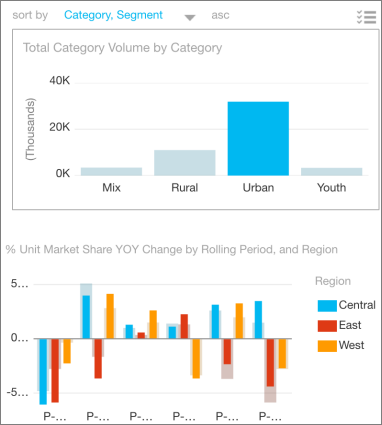 sort by Category, Segment asc
Total Category Volume by Category
(Thousands)
40K
20K
0K
Mix Rural Urban Youth
% Unit Market Share YOY Change by Rolling Period, and Region
Region
Central
East
West
5...
0...
-5...
P-... P-... P-... P-... P-... P-...